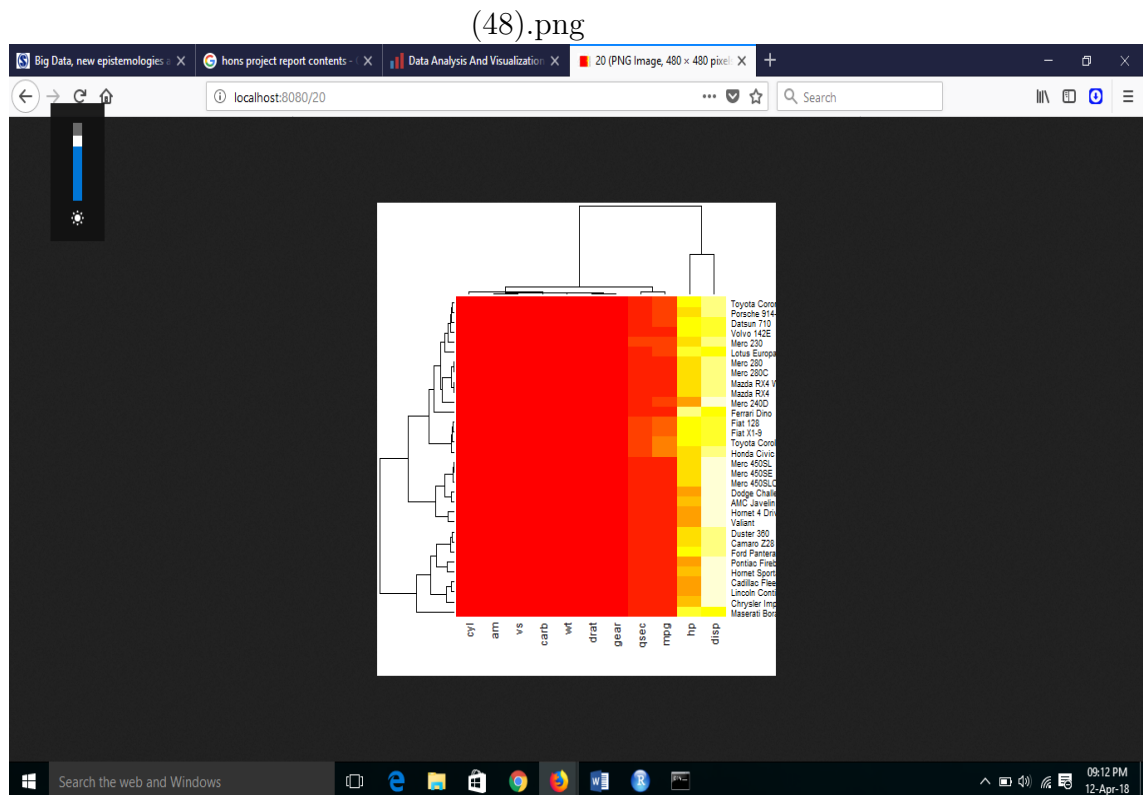 (48).png
Big Data, new epistemologies a
hons project report contents - G
Data Analysis And Visualization
20 (PNG Image, 480 × 480 pixel
localhost:8080/20
Search
Toyota Coro
Porsche 914-
Datsun 710
Volvo 142E
Merc 230
Lotus Europa
Merc 280
Merc 280C
Mazda RX4 W
Mazda RX4
Merc 240D
Ferrari Dino
Fiat 128
Fiat X1-9
Toyota Corol
Honda Civic
Merc 450SL
Merc 450SE
Merc 450SLC
Dodge Challe
AMC Javelin
Hornet 4 Driv
Valiant
Duster 360
Camaro Z28
Ford Pantera
Pontiac Fireb
Hornet Sport
Cadillac Flee
Lincoln Conti
Chrysler Imp
Maserati Bora
cyl am vs carb wt drat gear qsec mpg hp disp
Search the web and Windows
09:12 PM
12-Apr-18